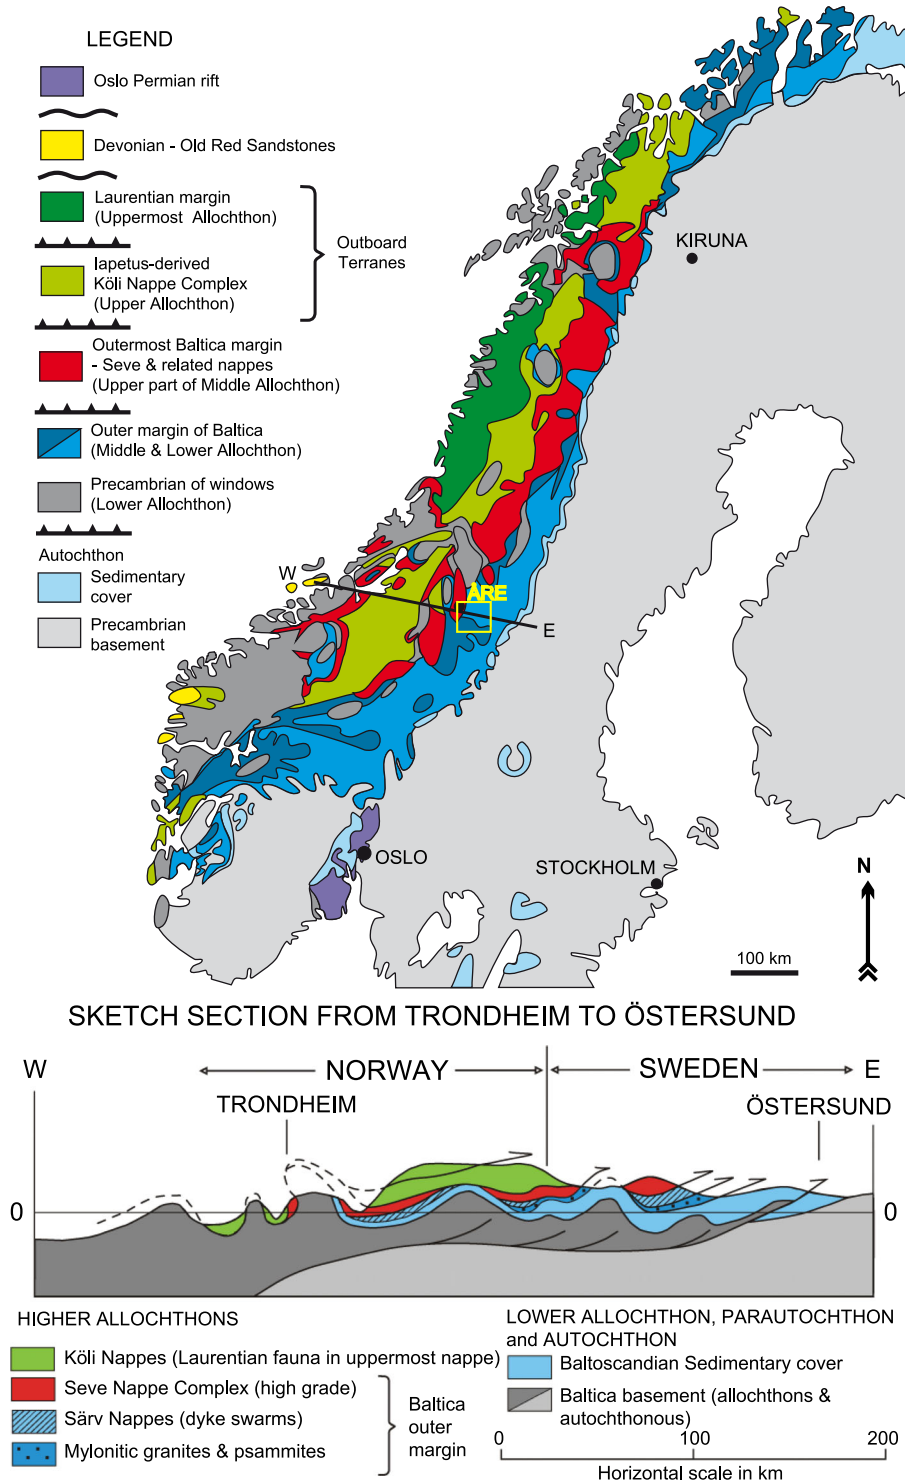 LEGEND
Oslo Permian rift
Devonian - Old Red Sandstones
Laurentian margin
(Uppermost Allochthon)
Iapetus-derived
Köli Nappe Complex
(Upper Allochthon)
Outboard
Terranes
Outermost Baltica margin
- Seve & related nappes
(Upper part of Middle Allochthon)
Outer margin of Baltica
(Middle & Lower Allochthon)
Precambrian of windows
(Lower Allochthon)
Autochthon
Sedimentary
cover
Precambrian
basement
KIRUNA
W
ÅRE
E
OSLO
STOCKHOLM
N
100 km
SKETCH SECTION FROM TRONDHEIM TO ÖSTERSUND
W
NORWAY
SWEDEN
E
TRONDHEIM
ÖSTERSUND
0
0
HIGHER ALLOCHTHONS
Köli Nappes (Laurentian fauna in uppermost nappe)
Seve Nappe Complex (high grade)
Särv Nappes (dyke swarms)
Mylonitic granites & psammites
Baltica
outer
margin
LOWER ALLOCHTHON, PARAUTOCHTHON
and AUTOCHTHON
Baltoscandian Sedimentary cover
Baltica basement (allochthons &
autochthonous)
0
100
200
Horizontal scale in km